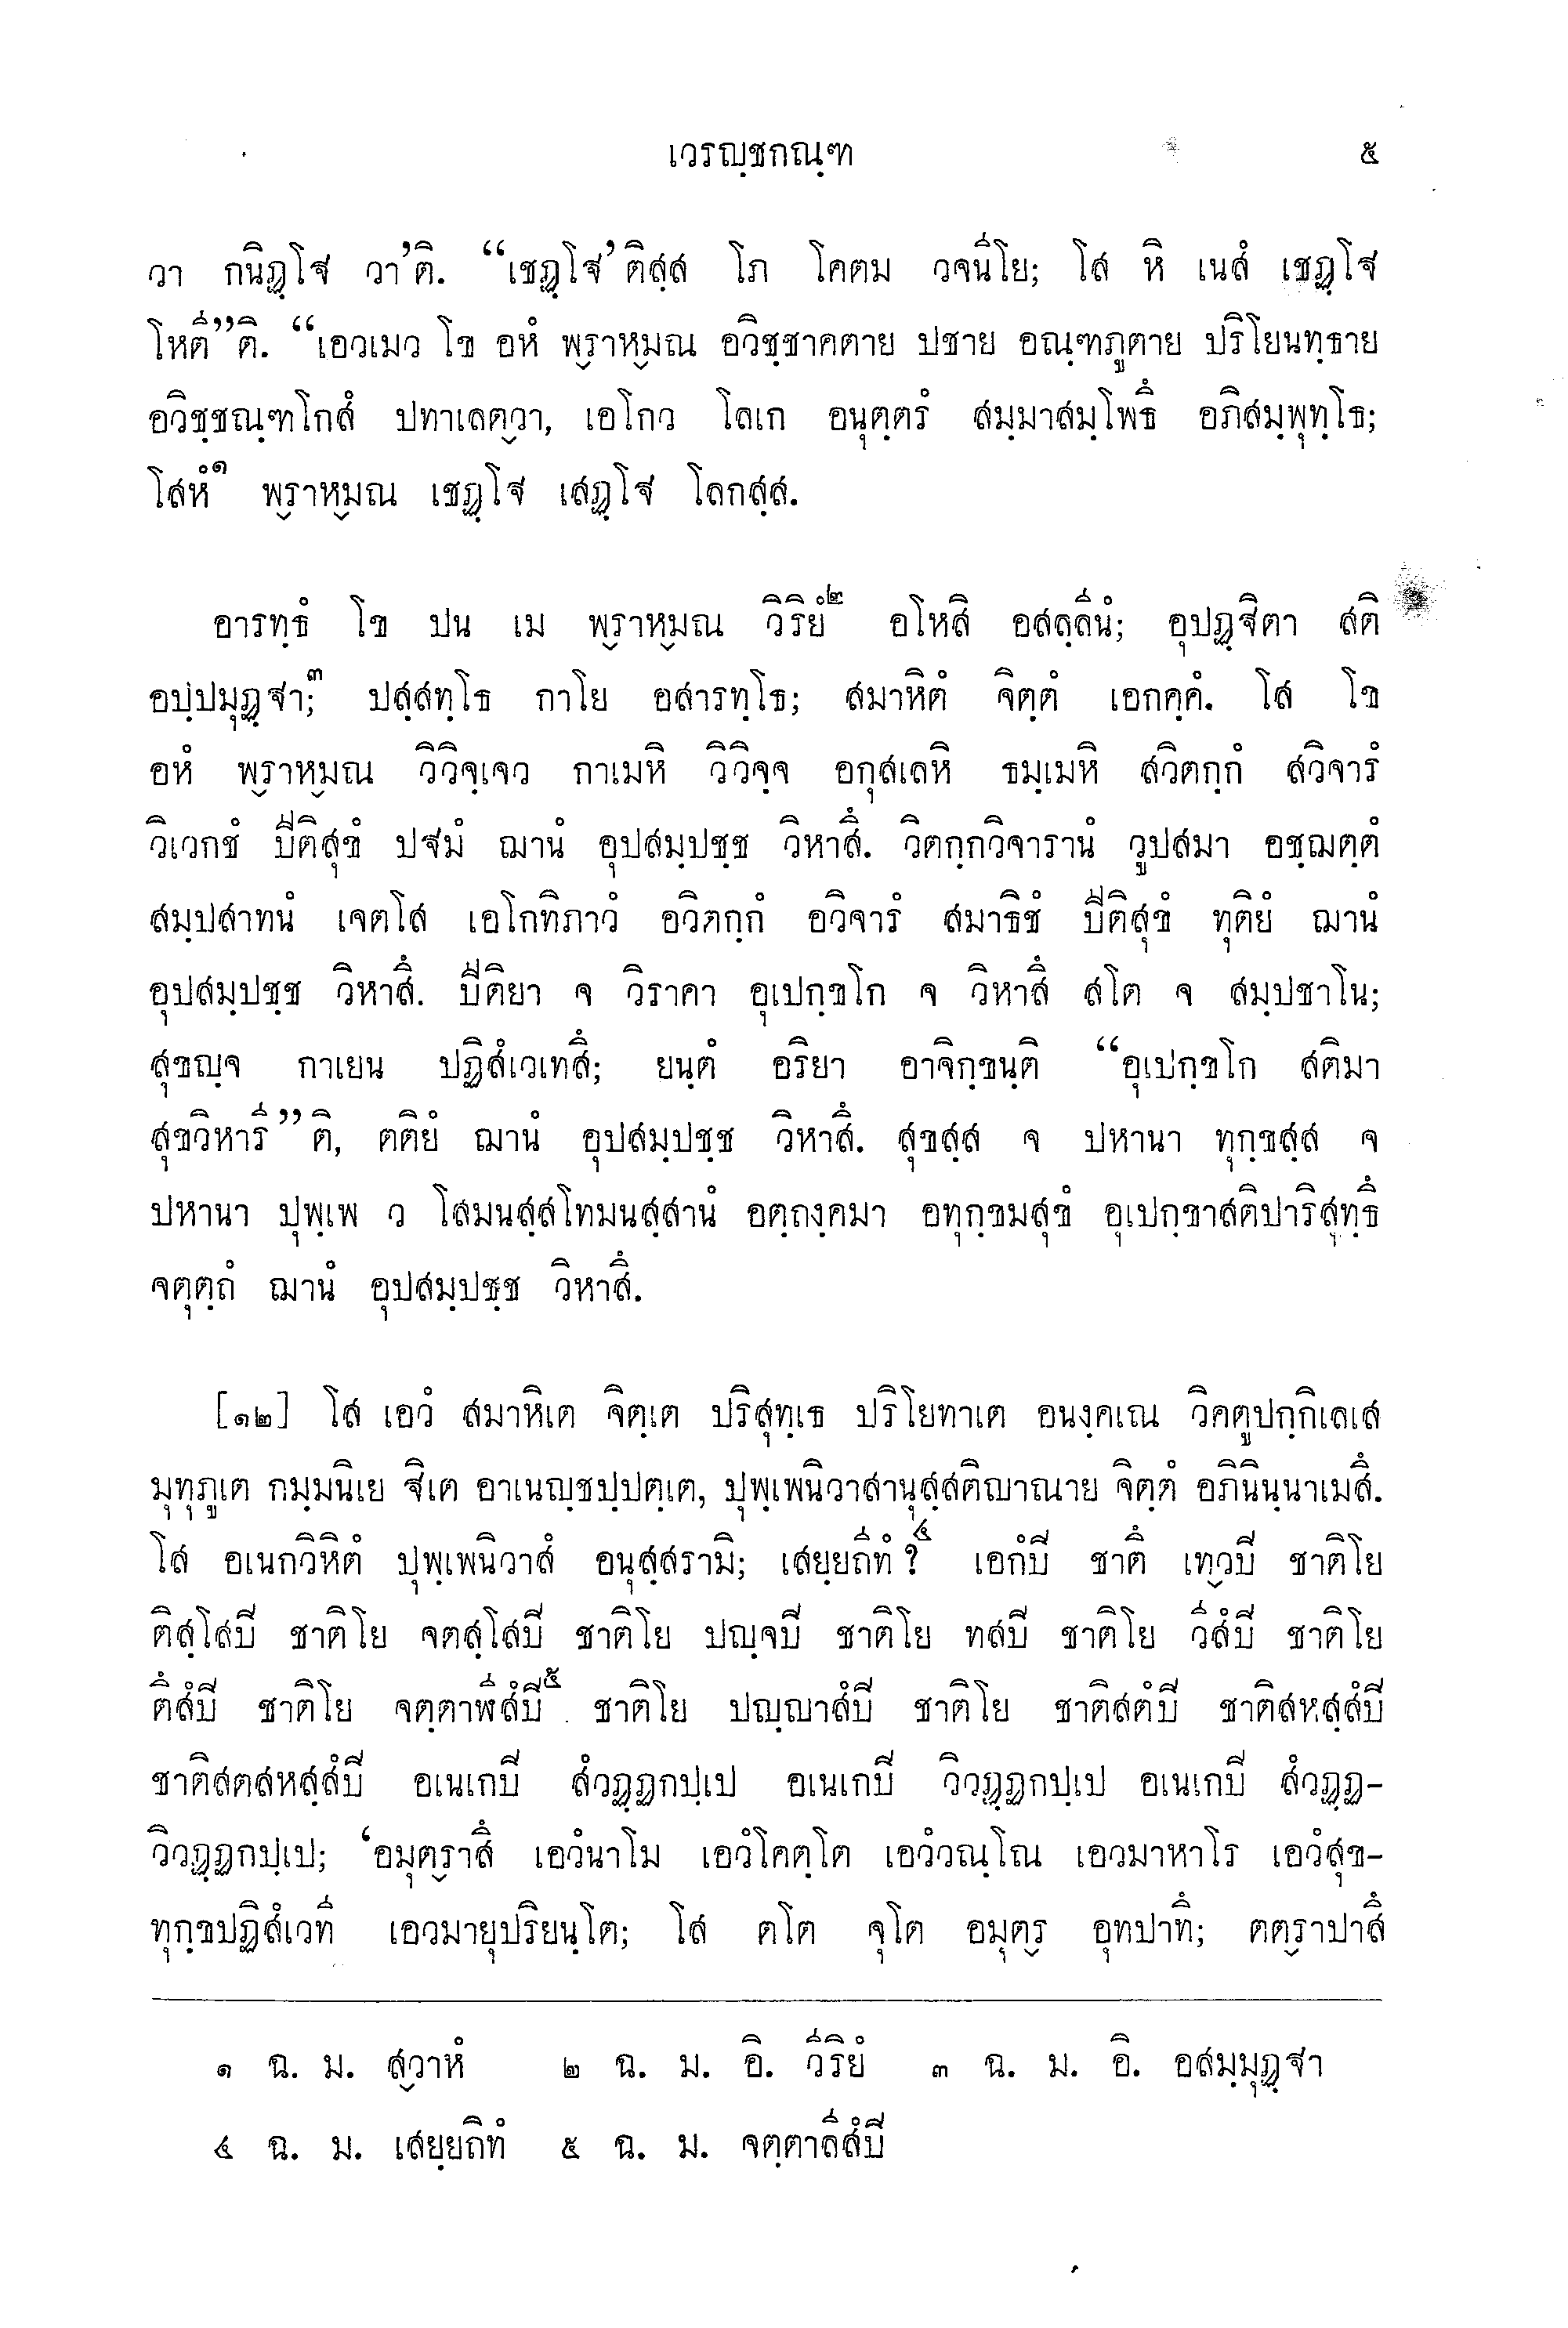 เวรญฺชกณฺฑ ๕
วา กนิฏฺโฐ วา’ติ. “เชฏฺโฐ’ติสฺส โภ โคตม วจนีโย; โส หิ เนสํ เชฏฺโฐ
โหตี”ติ. “เอวเมว โข อหํ พฺราหฺมณ อวิชฺชาคตาย ปชาย อณฺฑภูตาย ปริโยนทฺธาย
อวิชฺชณฺฑโกสํ ปทาเลตฺวา, เอโกว โลเก อนุตฺตรํ สมฺมาสมฺโพธึ อภิสมฺพุทฺโธ;
โสหํ๑ พฺราหฺมณ เชฏฺโฐ เสฏฺโฐ โลกสฺส.
อารทฺธํ โข ปน เม พฺราหฺมณ วิริยํ๒ อโหสิ อสลฺลีนํ; อุปฏฺฐิตา สติ
อปฺปมุฏฺฐา;๓ ปสฺสทฺโธ กาโย อสารทฺโธ; สมาหิตํ จิตฺตํ เอกคฺคํ. โส โข
อหํ พฺราหฺมณ วิวิจฺเจว กาเมหิ วิวิจฺจ อกุสเลหิ ธมฺเมหิ สวิตกฺกํ สวิจารํ
วิเวกชํ ปีติสุขํ ปฐมํ ฌานํ อุปสมฺปชฺช วิหาสึ. วิตกฺกวิจารานํ วูปสมา อชฺฌตฺตํ
สมฺปสาทนํ เจตโส เอโกทิภาวํ อวิตกฺกํ อวิจารํ สมาธิชํ ปีติสุขํ ทุติยํ ฌานํ
อุปสมฺปชฺช วิหาสึ. ปีติยา จ วิราคา อุเปกฺขโก จ วิหาสึ สโต จ สมฺปชาโน;
สุขญฺจ กาเยน ปฏิสํเวเทสึ; ยนฺตํ อริยา อาจิกฺขนฺติ “อุเปกฺขโก สติมา
สุขวิหารี”ติ, ตติยํ ฌานํ อุปสมฺปชฺช วิหาสึ. สุขสฺส จ ปหานา ทุกฺขสฺส จ
ปหานา ปุพฺเพ ว โสมนสฺสโทมนสฺสานํ อตฺถงฺคมา อทุกฺขมสุขํ อุเปกฺขาสติปาริสุทฺธึ
จตุตฺถํ ฌานํ อุปสมฺปชฺช วิหาสึ.
[๑๒] โส เอวํ สมาหิเต จิตฺเต ปริสุทฺเธ ปริโยทาเต อนงฺคเณ วิคตูปกฺกิเลเส
มุทุภูเต กมฺมนิเย ฐิเต อาเนญฺชปฺปตฺเต, ปุพฺเพนิวาสานุสฺสติญาณาย จิตฺตํ อภินินฺนาเมสึ.
โส อเนกวิหิตํ ปุพฺเพนิวาสํ อนุสฺสรามิ; เสยฺยถีทํ ?๔ เอกํปี ชาตึ เทฺวปี ชาติโย
ติสฺโสปี ชาติโย จตสฺโสปี ชาติโย ปญฺจปี ชาติโย ทสปี ชาติโย วีสํปี ชาติโย
ตึสํปี ชาติโย จตฺตาฬีสํปี๕ ชาติโย ปญฺญาสํปี ชาติโย ชาติสตํปี ชาติสหสฺสํปี
ชาติสตสหสฺสํปี อเนเกปี สํวฏฺฏกปฺเป อเนเกปี วิวฏฺฏกปฺเป อเนเกปี สํวฏฺฏ-
วิวฏฺฏกปฺเป; ‘อมุตฺราสึ เอวํนาโม เอวํโคตฺโต เอวํวณฺโณ เอวมาหาโร เอวํสุข-
ทุกฺขปฏิสํเวที เอวมายุปริยนฺโต; โส ตโต จุโต อมุตฺร อุทปาทึ; ตตฺราปาสึ
๑ ฉ. ม. สฺวาหํ ๒ ฉ. ม. อิ. วีริยํ ๓ ฉ. ม. อิ. อสมฺมุฏฺฐา
๔ ฉ. ม. เสยฺยถิทํ ๕ ฉ. ม. จตฺตาลีสํปี